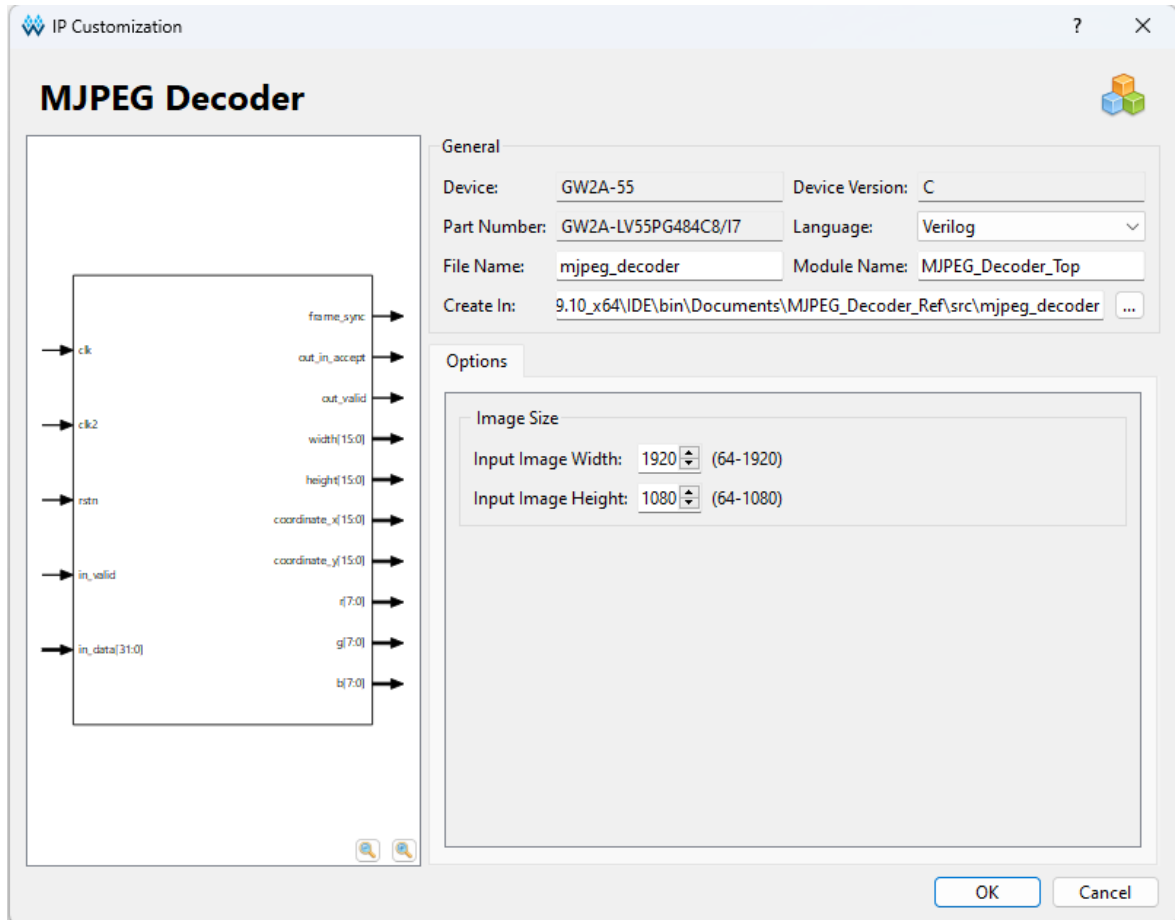 IP Customization
?
MJPEG Decoder
frame_sync
clk
out_in_accept
out_valid
clk2
width[15:0]
height[15:0]
rstn
coordinate_x[15:0]
coordinate_y[15:0]
in_valid
r[7:0]
g[7:0]
in_data[31:0]
b[7:0]
General
Device: GW2A-55 Device Version: C
Part Number: GW2A-LV55PG484C8/I7 Language: Verilog
File Name: mjpeg_decoder Module Name: MJPEG_Decoder_Top
Create In: 9.10_x64\IDE\bin\Documents\MJPEG_Decoder_Ref\src\mjpeg_decoder ...
Options
Image Size
Input Image Width: 1920 (64-1920)
Input Image Height: 1080 (64-1080)
OK Cancel